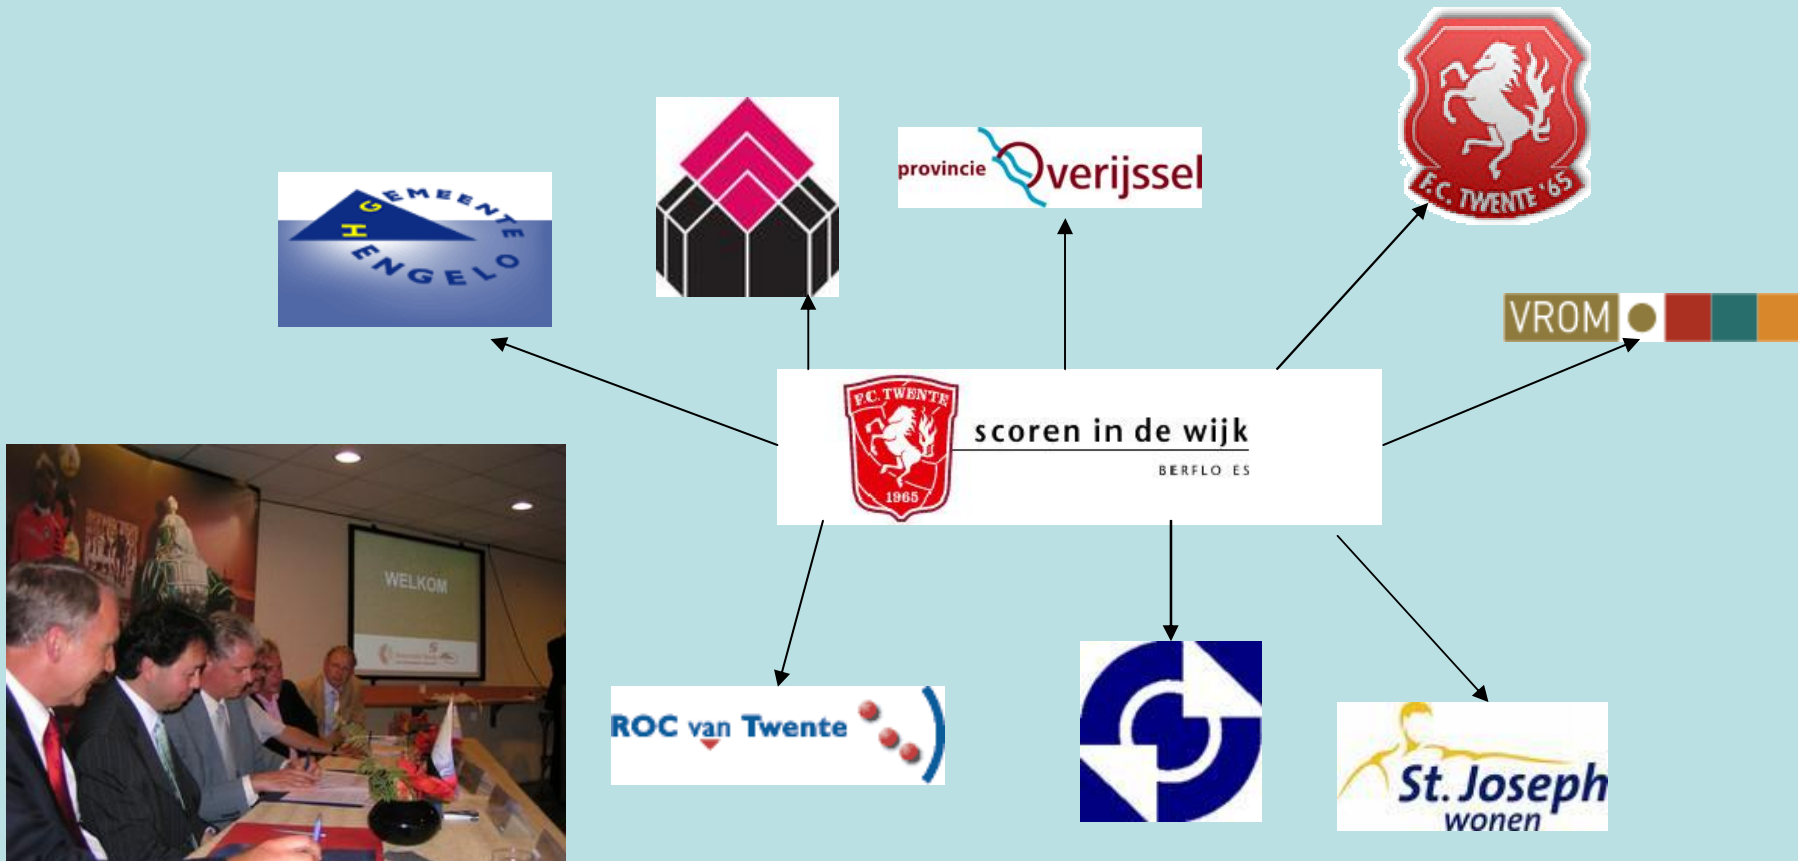 GEMEENTE
HENGELO
provincie Overijssel
F.C. TWENTE '65
VROM
F.C. TWENTE
1965
scoren in de wijk
BERFLO ES
WELKOM
ROC van Twente
St. Joseph
wonen